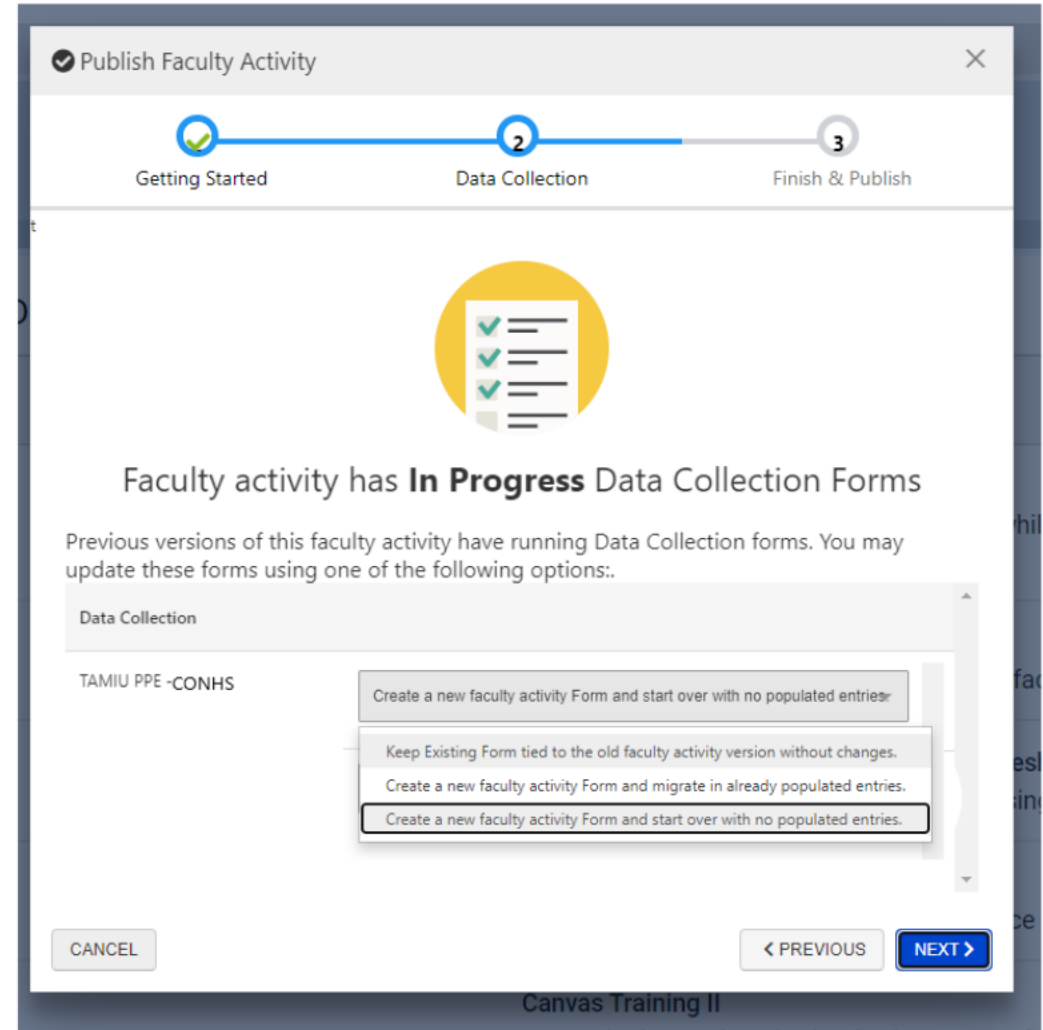 Publish Faculty Activity
2
3
Getting Started
Data Collection
Finish & Publish
t
Faculty activity has In Progress Data Collection Forms
Previous versions of this faculty activity have running Data Collection forms. You may
update these forms using one of the following options:.
Data Collection
TAMIU PPE -CONHS
Create a new faculty activity Form and start over with no populated entries.
Keep Existing Form tied to the old faculty activity version without changes.
Create a new faculty activity Form and migrate in already populated entries.
Create a new faculty activity Form and start over with no populated entries.
CANCEL
PREVIOUS
NEXT
Canvas Training II